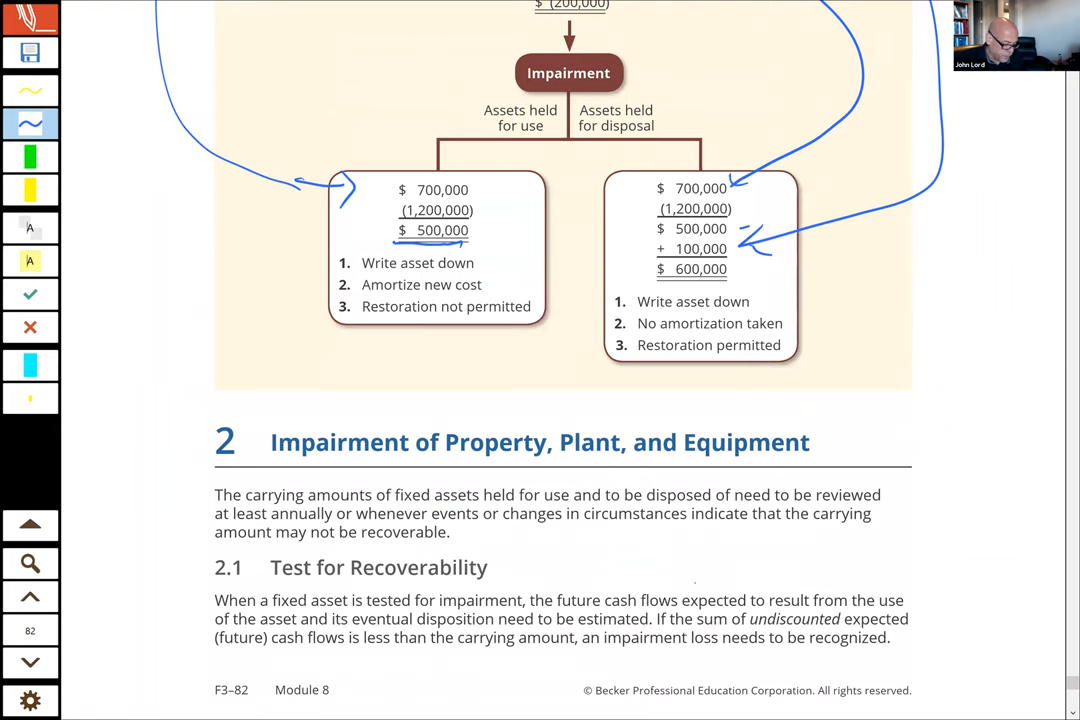 $ (200,000)
John Lord
Impairment
Assets held
for use
Assets held
for disposal
$ 700,000
(1,200,000)
$ 500,000
1. Write asset down
2. Amortize new cost
3. Restoration not permitted
$ 700,000
(1,200,000)
$ 500,000
+ 100,000
$ 600,000
1. Write asset down
2. No amortization taken
3. Restoration permitted
A
A
82
2 Impairment of Property, Plant, and Equipment
The carrying amounts of fixed assets held for use and to be disposed of need to be reviewed
at least annually or whenever events or changes in circumstances indicate that the carrying
amount may not be recoverable.
2.1 Test for Recoverability
When a fixed asset is tested for impairment, the future cash flows expected to result from the use
of the asset and its eventual disposition need to be estimated. If the sum of undiscounted expected
(future) cash flows is less than the carrying amount, an impairment loss needs to be recognized.
F3–82 Module 8
© Becker Professional Education Corporation. All rights reserved.